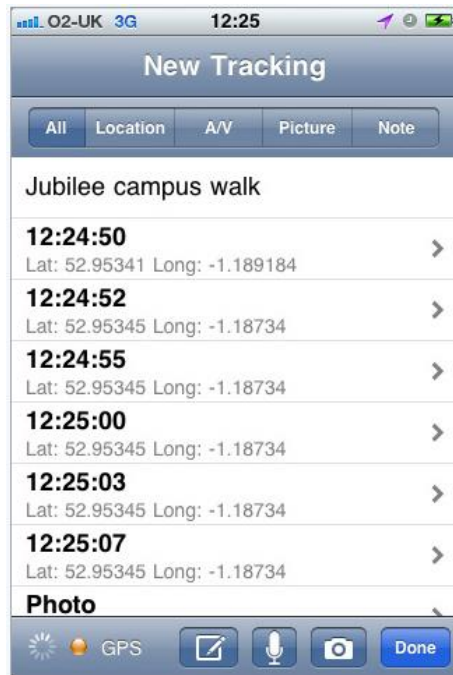 O2-UK 3G 12:25
New Tracking
All Location A/V Picture Note
Jubilee campus walk
12:24:50
Lat: 52.95341 Long: -1.189184
12:24:52
Lat: 52.95345 Long: -1.18734
12:24:55
Lat: 52.95345 Long: -1.18734
12:25:00
Lat: 52.95345 Long: -1.18734
12:25:03
Lat: 52.95345 Long: -1.18734
12:25:07
Lat: 52.95345 Long: -1.18734
Photo
GPS Done